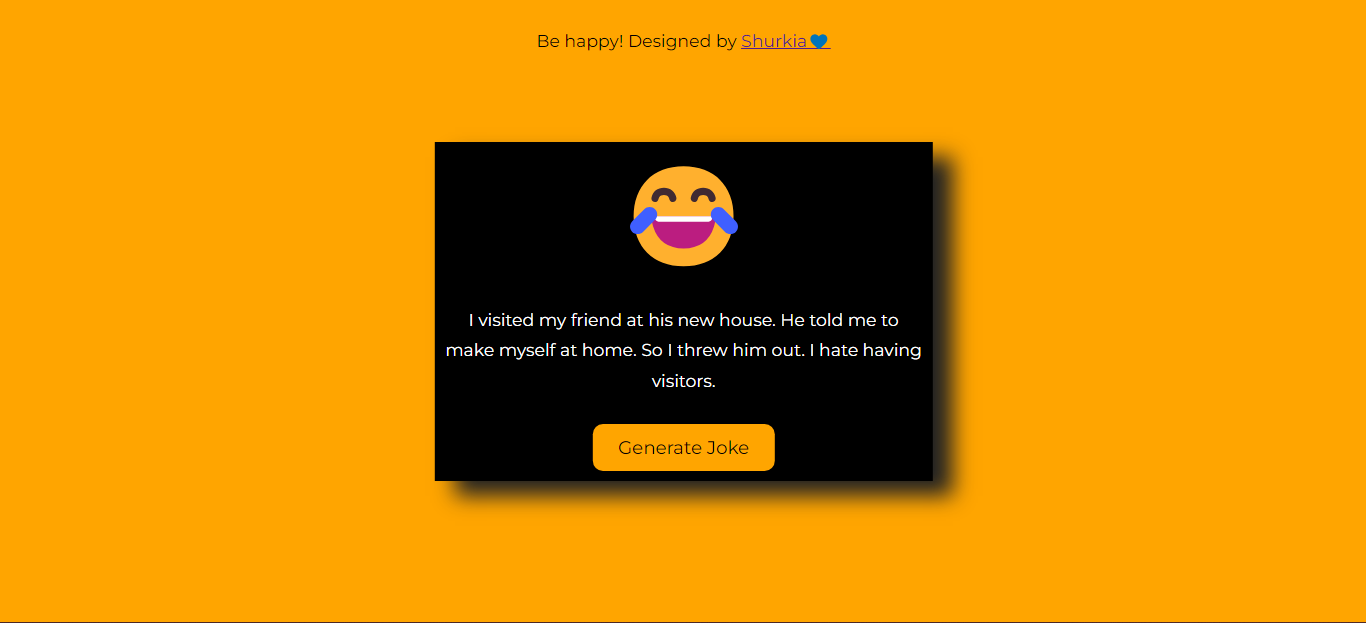 Be happy! Designed by Shurkia💙
I visited my friend at his new house. He told me to
make myself at home. So I threw him out. I hate having
visitors.
Generate Joke